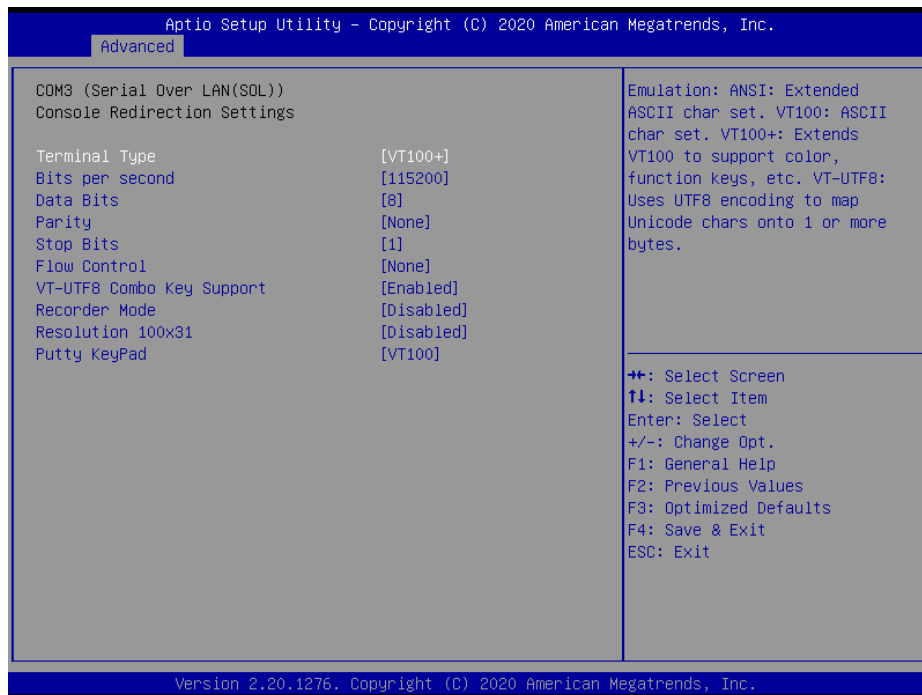 Aptio Setup Utility – Copyright (C) 2020 American Megatrends, Inc.
Advanced
COM3 (Serial Over LAN(SOL))
Console Redirection Settings
Terminal Type [VT100+]
Bits per second [115200]
Data Bits [8]
Parity [None]
Stop Bits [1]
Flow Control [None]
VT-UTF8 Combo Key Support [Enabled]
Recorder Mode [Disabled]
Resolution 100x31 [Disabled]
Putty KeyPad [VT100]
Emulation: ANSI: Extended
ASCII char set. VT100: ASCII
char set. VT100+: Extends
VT100 to support color,
function keys, etc. VT-UTF8:
Uses UTF8 encoding to map
Unicode chars onto 1 or more
bytes.
→←: Select Screen
↑↓: Select Item
Enter: Select
+/-: Change Opt.
F1: General Help
F2: Previous Values
F3: Optimized Defaults
F4: Save & Exit
ESC: Exit
Version 2.20.1276. Copyright (C) 2020 American Megatrends, Inc.